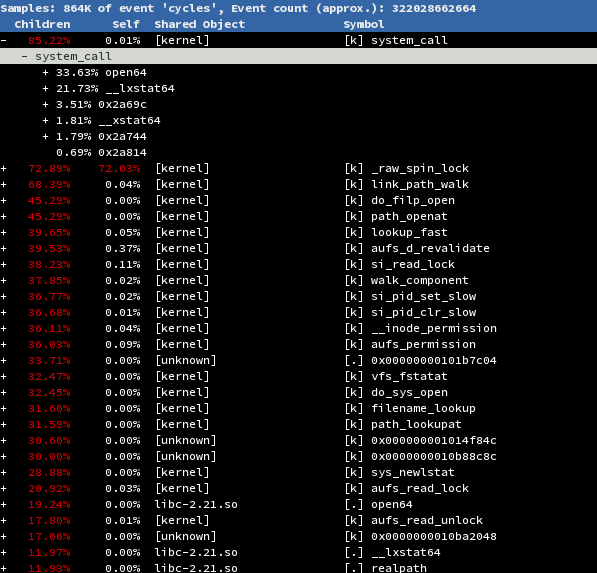 Samples: 864K of event 'cycles', Event count (approx.): 322028662664
Children Self Shared Object Symbol
- 85.22% 0.01% [kernel] [k] system_call
- system_call
+ 33.63% open64
+ 21.73% __lxstat64
+ 3.51% 0x2a69c
+ 1.81% __xstat64
+ 1.79% 0x2a744
0.69% 0x2a814
+ 72.89% 72.03% [kernel] [k] _raw_spin_lock
+ 68.39% 0.04% [kernel] [k] link_path_walk
+ 45.29% 0.00% [kernel] [k] do_filp_open
+ 45.29% 0.00% [kernel] [k] path_openat
+ 39.65% 0.05% [kernel] [k] lookup_fast
+ 39.53% 0.37% [kernel] [k] aufs_d_revalidate
+ 38.23% 0.11% [kernel] [k] si_read_lock
+ 37.85% 0.02% [kernel] [k] walk_component
+ 36.77% 0.02% [kernel] [k] si_pid_set_slow
+ 36.68% 0.01% [kernel] [k] si_pid_clr_slow
+ 36.11% 0.04% [kernel] [k] __inode_permission
+ 36.03% 0.09% [kernel] [k] aufs_permission
+ 33.71% 0.00% [unknown] [.] 0x00000000101b7c04
+ 32.47% 0.00% [kernel] [k] vfs_fstatat
+ 32.45% 0.00% [kernel] [k] do_sys_open
+ 31.60% 0.00% [kernel] [k] filename_lookup
+ 31.59% 0.00% [kernel] [k] path_lookupat
+ 30.60% 0.00% [unknown] [k] 0x000000001014f84c
+ 30.00% 0.00% [unknown] [k] 0x0000000010b88c8c
+ 28.88% 0.00% [kernel] [k] sys_newlstat
+ 20.92% 0.03% [kernel] [k] aufs_read_lock
+ 19.24% 0.00% libc-2.21.so [.] open64
+ 17.80% 0.01% [kernel] [k] aufs_read_unlock
+ 17.06% 0.00% [unknown] [k] 0x0000000010ba2048
+ 11.97% 0.00% libc-2.21.so [.] __lxstat64
+ 11.93% 0.00% libc-2.21.so [.] realpath